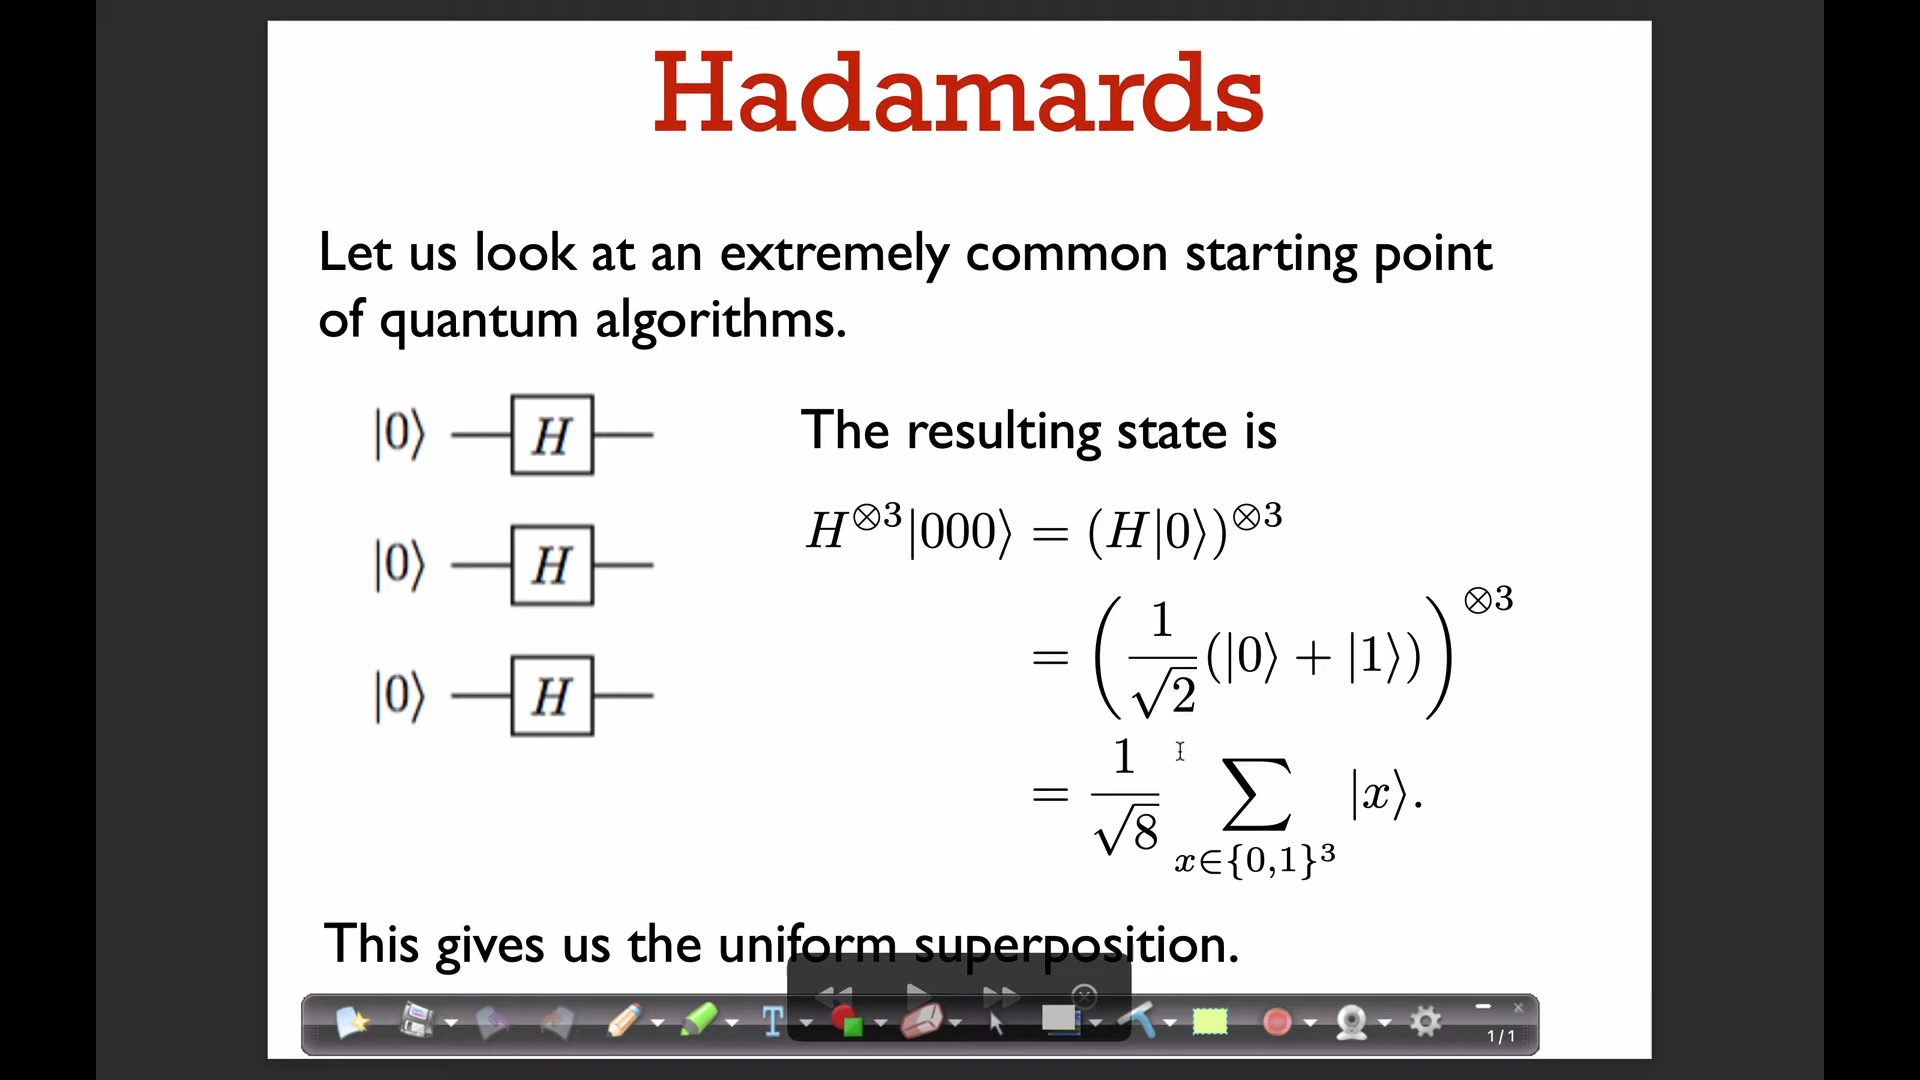 Hadamards
Let us look at an extremely common starting point
of quantum algorithms.
|0⟩ H
|0⟩ H
|0⟩ H
The resulting state is
H^{⊗3}|000⟩ = (H|0⟩)^{⊗3}
= (1/√2 (|0⟩ + |1⟩))^{⊗3}
= 1/√8 ∑_{x∈{0,1}^3} |x⟩.
This gives us the uniform superposition.
T
1/1